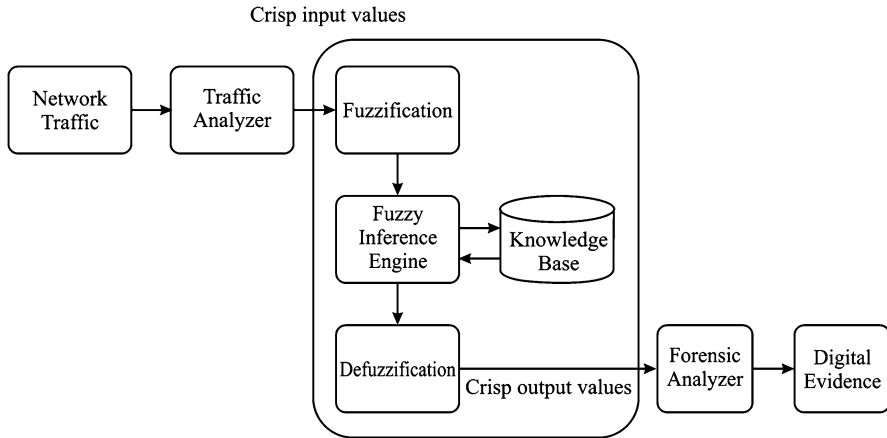 Crisp input values
Network
Traffic
Traffic
Analyzer
Fuzzification
Fuzzy
Inference
Engine
Knowledge
Base
Defuzzification
Crisp output values
Forensic
Analyzer
Digital
Evidence